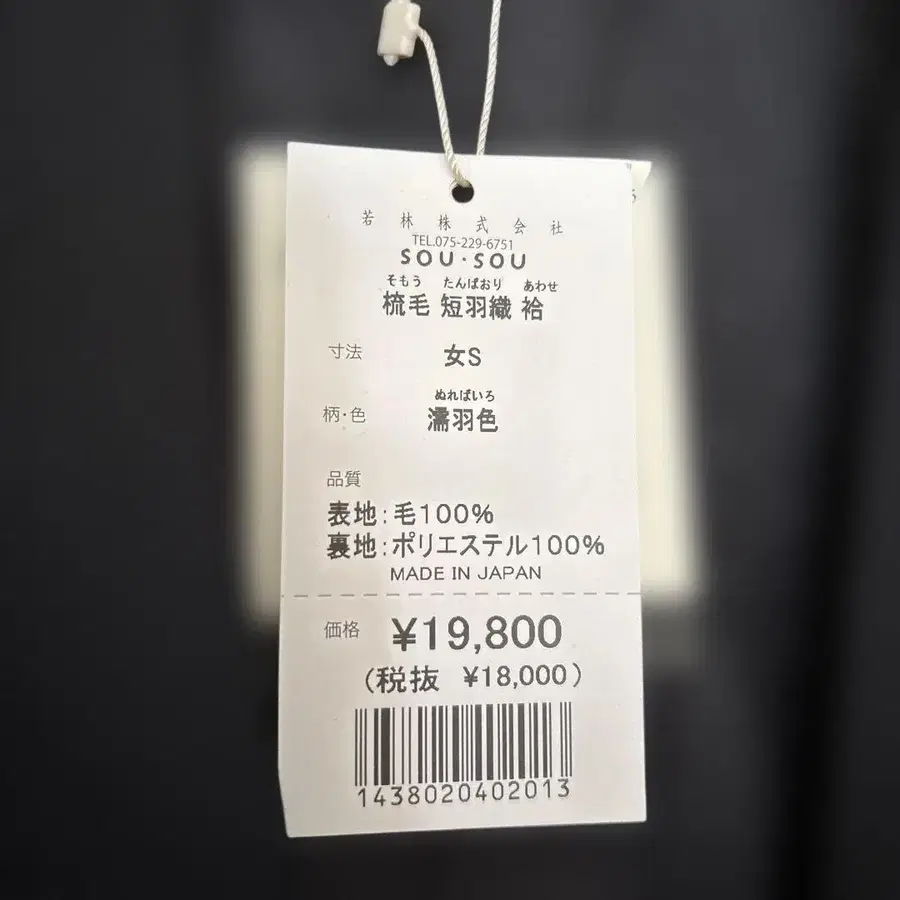 若林株式会社
TEL.075-229-6751
SOU・SOU
そもう たんばおり あわせ
梳毛 短羽織 袷
寸法 女S
ぬればいろ
柄・色 濡羽色
品質
表地:毛100%
裏地:ポリエステル100%
MADE IN JAPAN
価格 ¥19,800
(税抜 ¥18,000)
1438020402013